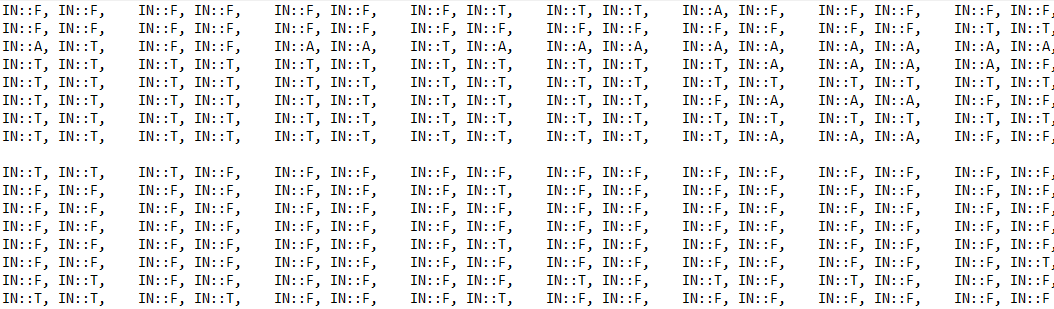 IN::F, IN::F, IN::F, IN::F, IN::F, IN::F, IN::F, IN::T, IN::T, IN::T, IN::A, IN::F, IN::F, IN::F, IN::F, IN::F,
IN::F, IN::F, IN::F, IN::F, IN::F, IN::F, IN::F, IN::F, IN::T, IN::F, IN::F, IN::F, IN::F, IN::F, IN::T, IN::T,
IN::A, IN::T, IN::F, IN::F, IN::A, IN::A, IN::T, IN::A, IN::A, IN::A, IN::A, IN::A, IN::A, IN::A, IN::A, IN::A,
IN::T, IN::T, IN::T, IN::T, IN::T, IN::T, IN::T, IN::T, IN::T, IN::T, IN::T, IN::A, IN::A, IN::A, IN::A, IN::F,
IN::T, IN::T, IN::T, IN::T, IN::T, IN::T, IN::T, IN::T, IN::T, IN::T, IN::T, IN::T, IN::T, IN::T, IN::T, IN::T,
IN::T, IN::T, IN::T, IN::T, IN::T, IN::T, IN::T, IN::T, IN::T, IN::T, IN::F, IN::A, IN::A, IN::A, IN::F, IN::F,
IN::T, IN::T, IN::T, IN::T, IN::T, IN::T, IN::T, IN::T, IN::T, IN::T, IN::T, IN::T, IN::T, IN::T, IN::T, IN::T,
IN::T, IN::T, IN::T, IN::T, IN::T, IN::T, IN::T, IN::T, IN::T, IN::T, IN::T, IN::A, IN::A, IN::A, IN::F, IN::F,
IN::T, IN::T, IN::T, IN::F, IN::F, IN::F, IN::F, IN::F, IN::F, IN::F, IN::F, IN::F, IN::F, IN::F, IN::F, IN::F,
IN::F, IN::F, IN::F, IN::F, IN::F, IN::F, IN::F, IN::T, IN::F, IN::F, IN::F, IN::F, IN::F, IN::F, IN::F, IN::F,
IN::F, IN::F, IN::F, IN::F, IN::F, IN::F, IN::F, IN::F, IN::F, IN::F, IN::F, IN::F, IN::F, IN::F, IN::F, IN::F,
IN::F, IN::F, IN::F, IN::F, IN::F, IN::F, IN::F, IN::F, IN::F, IN::F, IN::F, IN::F, IN::F, IN::F, IN::F, IN::F,
IN::F, IN::F, IN::F, IN::F, IN::F, IN::F, IN::F, IN::T, IN::F, IN::F, IN::F, IN::F, IN::F, IN::F, IN::F, IN::F,
IN::F, IN::F, IN::F, IN::F, IN::F, IN::F, IN::F, IN::F, IN::F, IN::F, IN::F, IN::F, IN::F, IN::F, IN::F, IN::T,
IN::F, IN::T, IN::F, IN::F, IN::F, IN::F, IN::F, IN::F, IN::T, IN::F, IN::T, IN::F, IN::T, IN::F, IN::F, IN::T,
IN::T, IN::T, IN::F, IN::T, IN::F, IN::F, IN::F, IN::T, IN::F, IN::F, IN::F, IN::F, IN::F, IN::F, IN::F, IN::F,